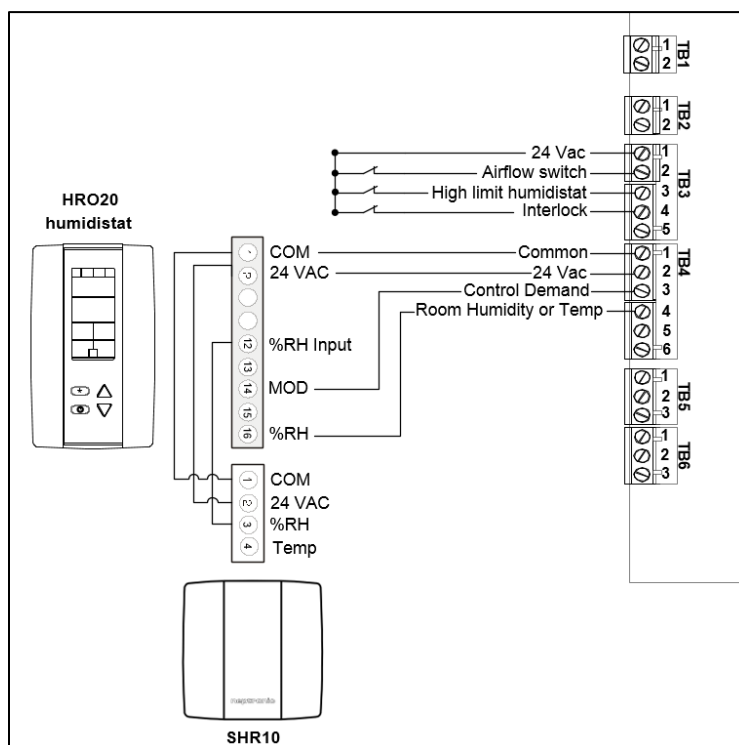 1
2
TB1
1
2
TB2
24 Vac 1
Airflow switch 2
High limit humidistat 3
Interlock 4
5
TB3
HRO20
humidistat
1 COM
2 24 VAC
12 %RH Input
13
14 MOD
15
16 %RH
Common 1
24 Vac 2
Control Demand 3
Room Humidity or Temp 4
5
6
TB4
1
2
3
TB5
1
2
3
TB6
1 COM
2 24 VAC
3 %RH
4 Temp
neptronic
SHR10